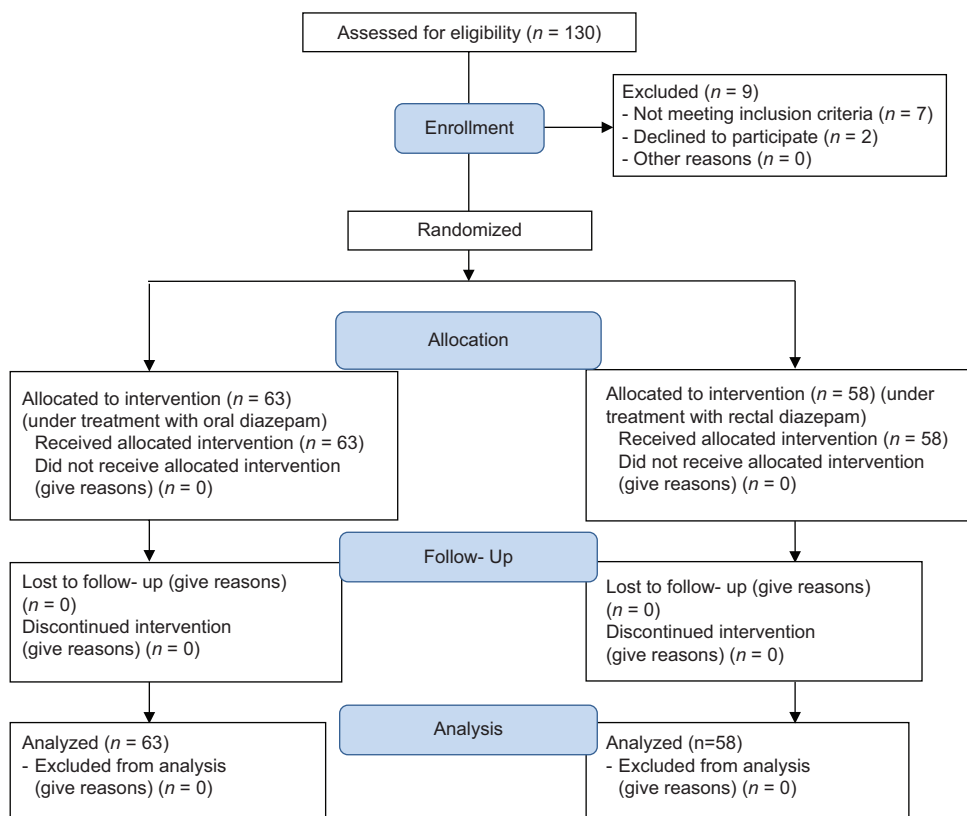 Assessed for eligibility (n = 130)
Excluded (n = 9)
- Not meeting inclusion criteria (n = 7)
- Declined to participate (n = 2)
- Other reasons (n = 0)
Enrollment
Randomized
Allocation
Allocated to intervention (n = 63)
(under treatment with oral diazepam)
Received allocated intervention (n = 63)
Did not receive allocated intervention
(give reasons) (n = 0)
Allocated to intervention (n = 58) (under
treatment with rectal diazepam)
Received allocated intervention (n = 58)
Did not receive allocated intervention
(give reasons) (n = 0)
Follow- Up
Lost to follow- up (give reasons)
(n = 0)
Discontinued intervention
(give reasons) (n = 0)
Lost to follow- up (give reasons)
(n = 0)
Discontinued intervention
(give reasons) (n = 0)
Analysis
Analyzed (n = 63)
- Excluded from analysis
(give reasons) (n = 0)
Analyzed (n=58)
- Excluded from analysis
(give reasons) (n = 0)